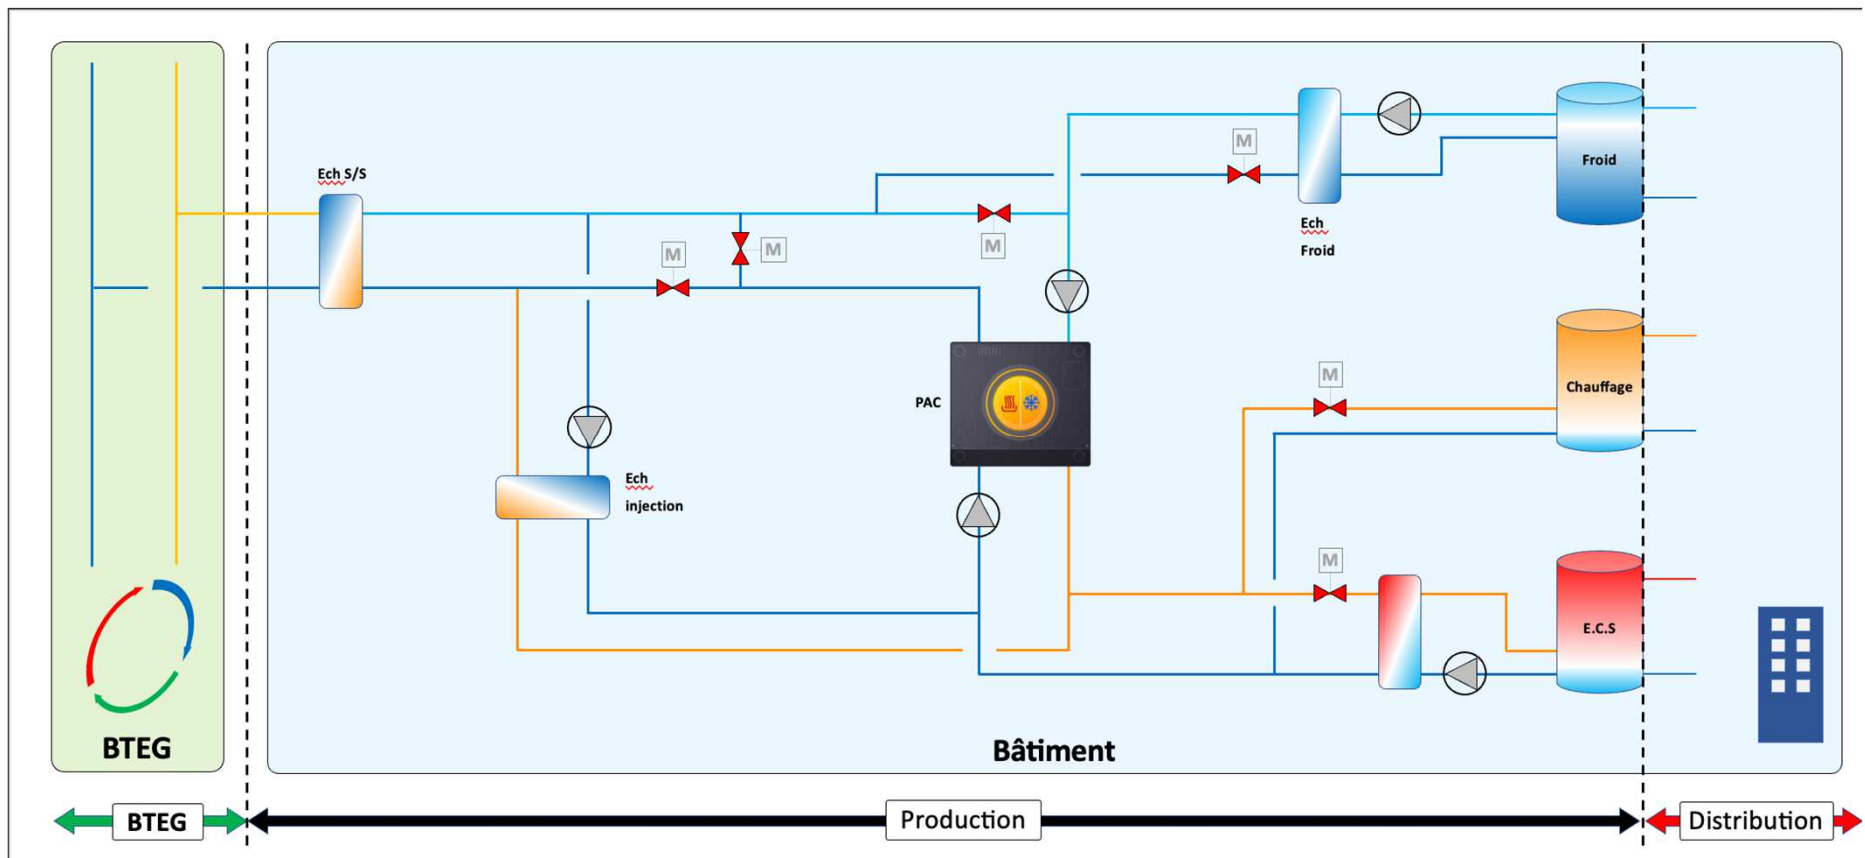 Ech S/S
M
M
M
M
Ech
Froid
Froid
PAC
M
Chauffage
Ech
injection
M
E.C.S
BTEG
Bâtiment
BTEG
Production
Distribution